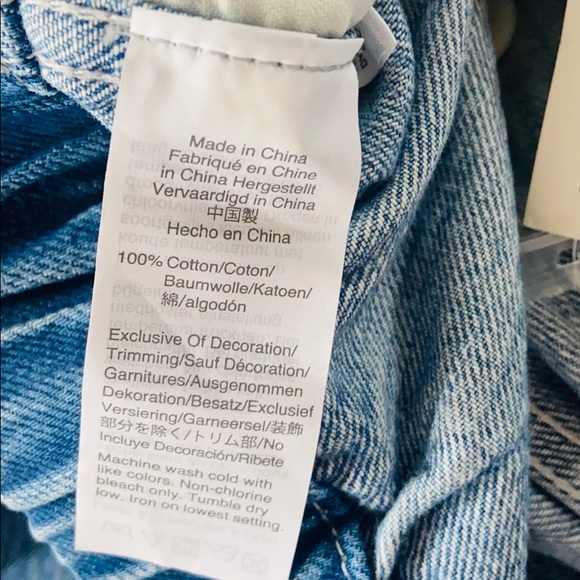 Made in China
Fabriqué en Chine
in China Hergestellt
Vervaardigd in China
中国製
Hecho en China
100% Cotton/Coton/
Baumwolle/Katoen/
綿/algodón
Exclusive Of Decoration/
Trimming/Sauf Décoration/
Garnitures/Ausgenommen
Dekoration/Besatz/Exclusief
Versiering/Garneersel/装飾
部分を除く/トリム部/No
Incluye Decoración/Ribete
Machine wash cold with
like colors. Non-chlorine
bleach only. Tumble dry
low. Iron on lowest setting.